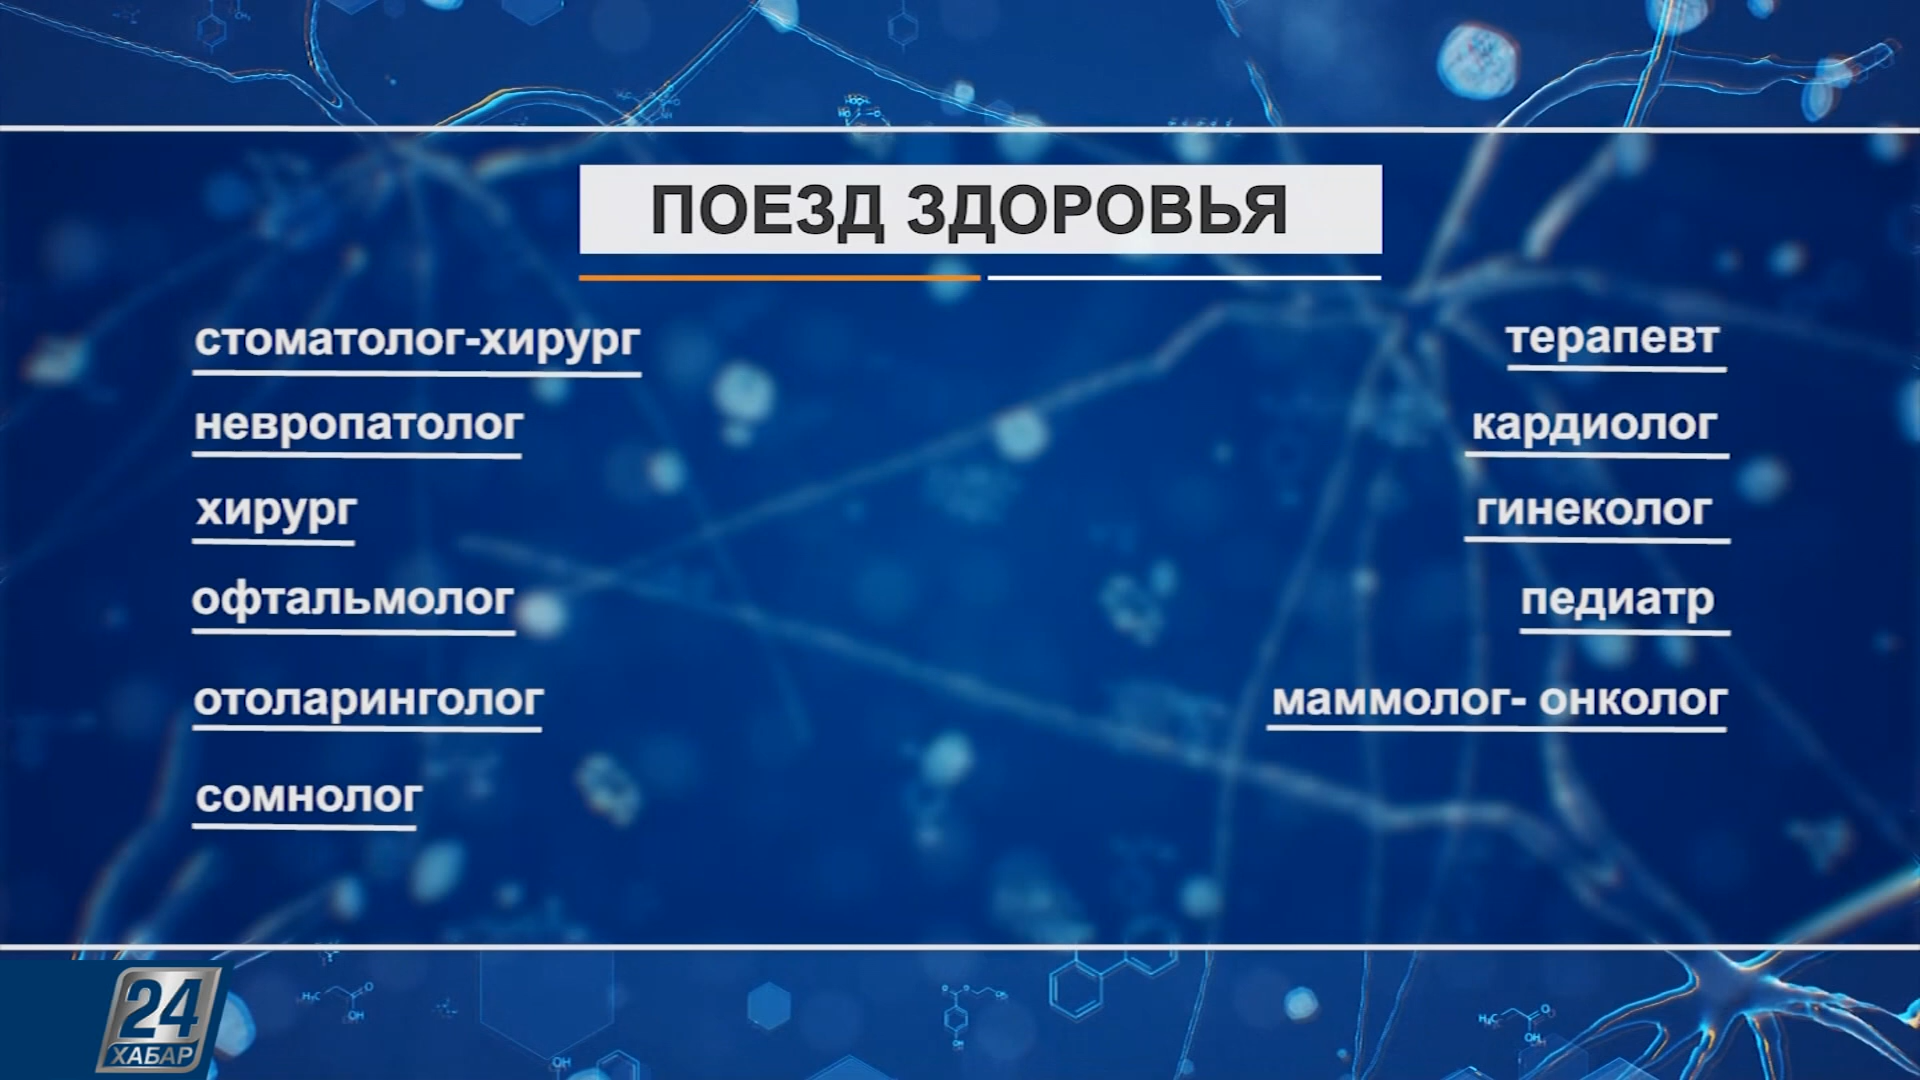 ПОЕЗД ЗДОРОВЬЯ
стоматолог-хирург
невропатолог
хирург
офтальмолог
отоларинголог
сомнолог
терапевт
кардиолог
гинеколог
педиатр
маммолог- онколог
24
ХАБАР